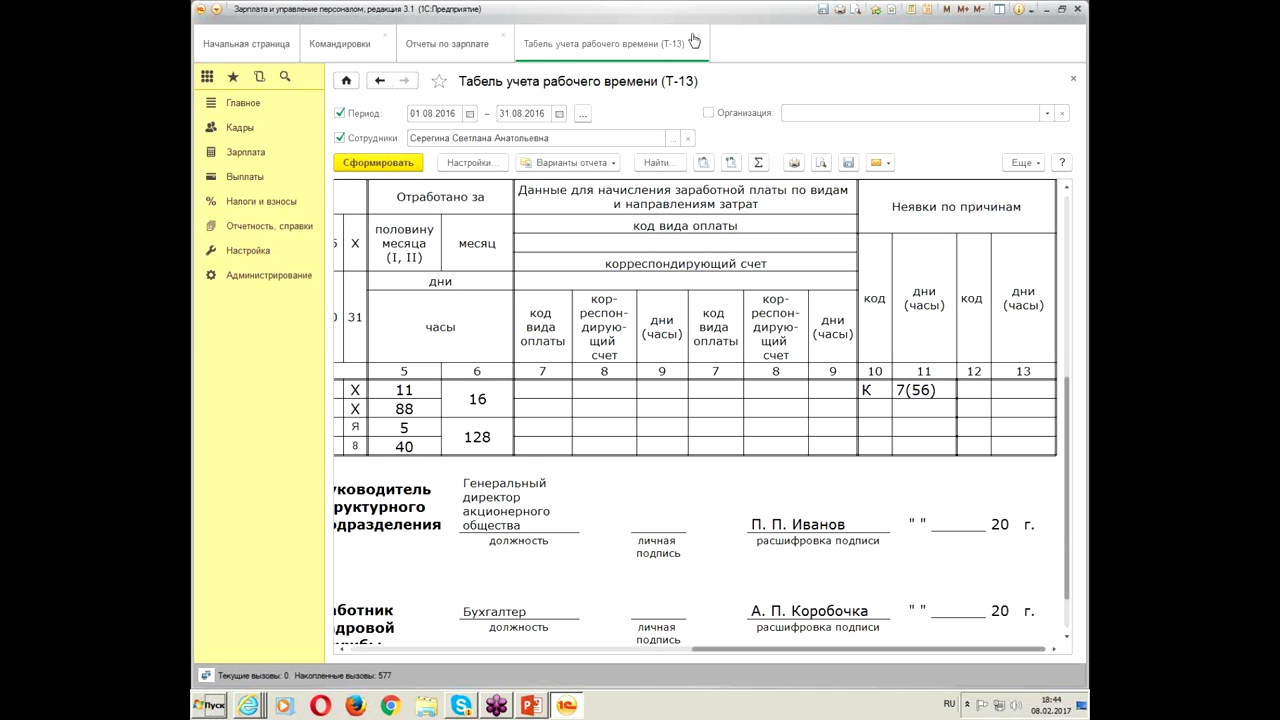 Зарплата и управление персоналом, редакция 3.1 (1С:Предприятие)
M M+ M-
Начальная страница
Командировки
Отчеты по зарплате
Табель учета рабочего времени (Т-13)
Главное
Кадры
Зарплата
Выплаты
Налоги и взносы
Отчетность, справки
Настройка
Администрирование
Табель учета рабочего времени (Т-13)
Период: 01.08.2016 – 31.08.2016 ... Организация:
Сотрудники: Серегина Светлана Анатольевна
Сформировать Настройки... Варианты отчета Найти... Еще ?
Отработано за
Данные для начисления заработной платы по видам
и направлениям затрат
Неявки по причинам
X
половину
месяца
(I, II)
месяц
код вида оплаты
корреспондирующий счет
дни
31
часы
код
вида
оплаты
кор-
респон-
дирую-
щий
счет
дни
(часы)
код
вида
оплаты
кор-
респон-
дирую-
щий
счет
дни
(часы)
код
дни
(часы)
код
дни
(часы)
5 6 7 8 9 7 8 9 10 11 12 13
X 11 16 К 7(56)
X 88
Я 5 128
8 40
уководитель
руктурного
одразделения
Генеральный
директор
акционерного
общества
П. П. Иванов
" " ______ 20 г.
должность
личная
подпись
расшифровка подписи
аботник
адровой
Бухгалтер
А. П. Коробочка
" " ______ 20 г.
должность
личная
подпись
расшифровка подписи
Текущие вызовы: 0 Накопленные вызовы: 577
Пуск
RU
18:44
08.02.2017